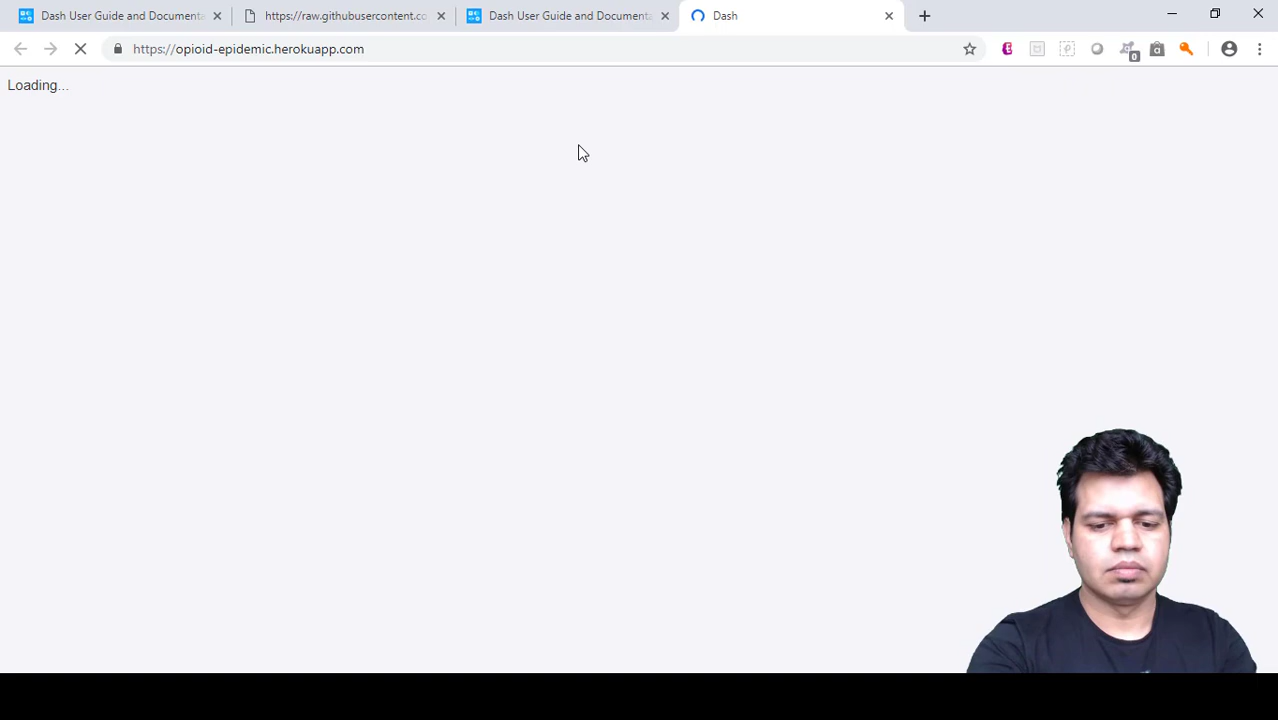 Dash User Guide and Documenta
https://raw.githubusercontent.co
Dash User Guide and Documenta
Dash
https://opioid-epidemic.herokuapp.com
0
Loading...